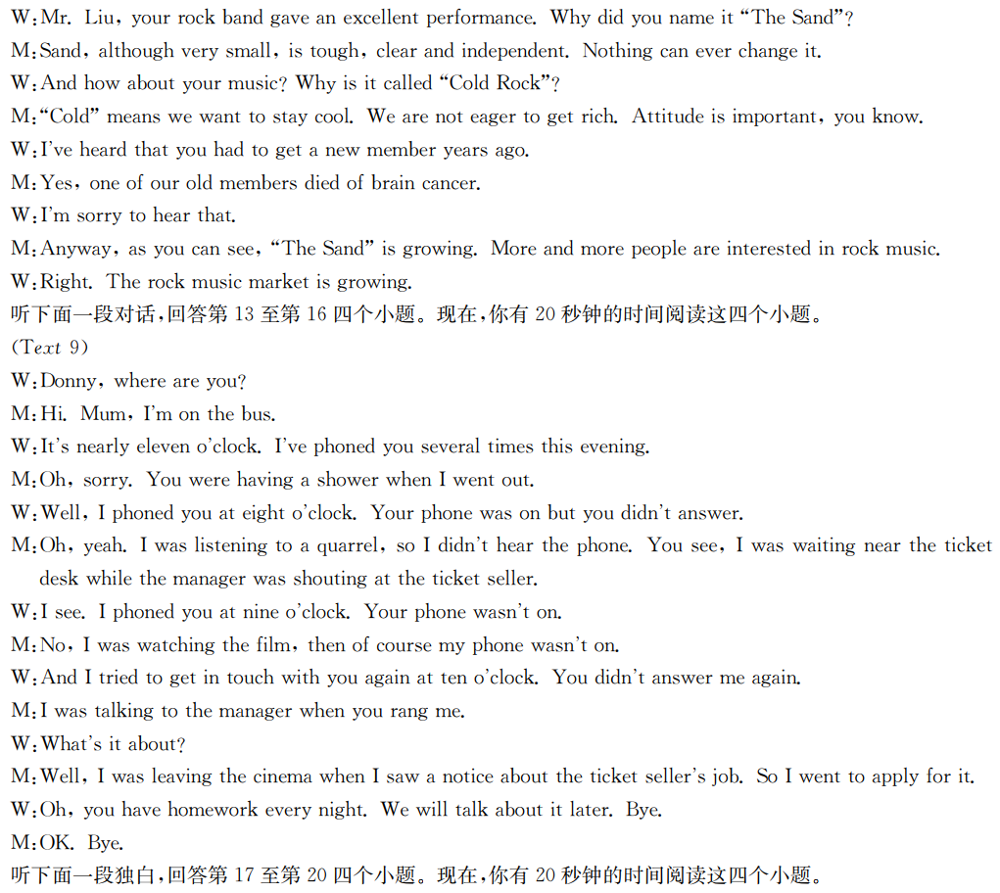 W:Mr. Liu, your rock band gave an excellent performance. Why did you name it “The Sand”?
M:Sand, although very small, is tough, clear and independent. Nothing can ever change it.
W:And how about your music? Why is it called “Cold Rock”?
M:“Cold” means we want to stay cool. We are not eager to get rich. Attitude is important, you know.
W:I've heard that you had to get a new member years ago.
M:Yes, one of our old members died of brain cancer.
W:I'm sorry to hear that.
M:Anyway, as you can see, “The Sand” is growing. More and more people are interested in rock music.
W:Right. The rock music market is growing.
听下面一段对话,回答第 13 至第 16 四个小题。现在,你有 20 秒钟的时间阅读这四个小题。
(Text 9)
W:Donny, where are you?
M:Hi. Mum, I'm on the bus.
W:It's nearly eleven o'clock. I've phoned you several times this evening.
M:Oh, sorry. You were having a shower when I went out.
W:Well, I phoned you at eight o'clock. Your phone was on but you didn't answer.
M:Oh, yeah. I was listening to a quarrel, so I didn't hear the phone. You see, I was waiting near the ticket
desk while the manager was shouting at the ticket seller.
W:I see. I phoned you at nine o'clock. Your phone wasn't on.
M:No, I was watching the film, then of course my phone wasn't on.
W:And I tried to get in touch with you again at ten o'clock. You didn't answer me again.
M:I was talking to the manager when you rang me.
W:What's it about?
M:Well, I was leaving the cinema when I saw a notice about the ticket seller's job. So I went to apply for it.
W:Oh, you have homework every night. We will talk about it later. Bye.
M:OK. Bye.
听下面一段独白,回答第 17 至第 20 四个小题。现在,你有 20 秒钟的时间阅读这四个小题。